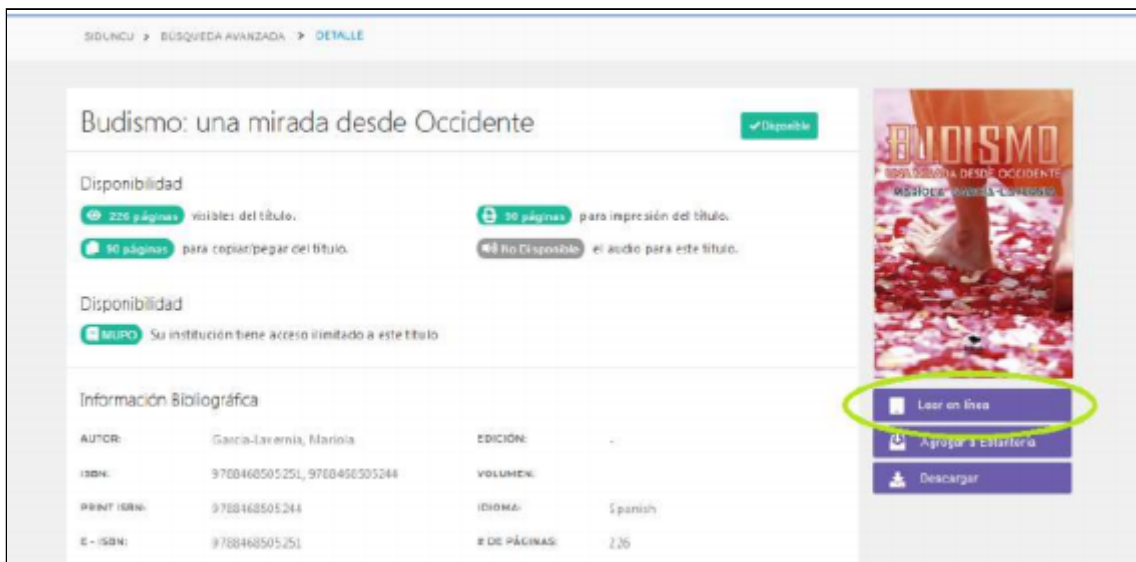 SIDUNCU > BÚSQUEDA AVANZADA > DETALLE
Budismo: una mirada desde Occidente
Disponible
Disponibilidad
226 páginas visibles del título.
90 páginas para impresión del título.
90 páginas para copiar/pegar del título.
No Disponible el audio para este título.
Disponibilidad
MUPO Su institución tiene acceso ilimitado a este título
Información Bibliográfica
AUTOR: García-Lavernia, Mariola
EDICIÓN: -
ISBN: 9788468505251, 9788468505244
VOLUMEN:
PRINT ISBN: 9788468505244
IDIOMA: Spanish
E - ISBN: 9788468505251
# DE PÁGINAS: 226
BUDISMO
UNA MIRADA DESDE OCCIDENTE
MARIOLA GARCÍA-LAVERNIA
Leer en línea
Agregar a Estantería
Descargar